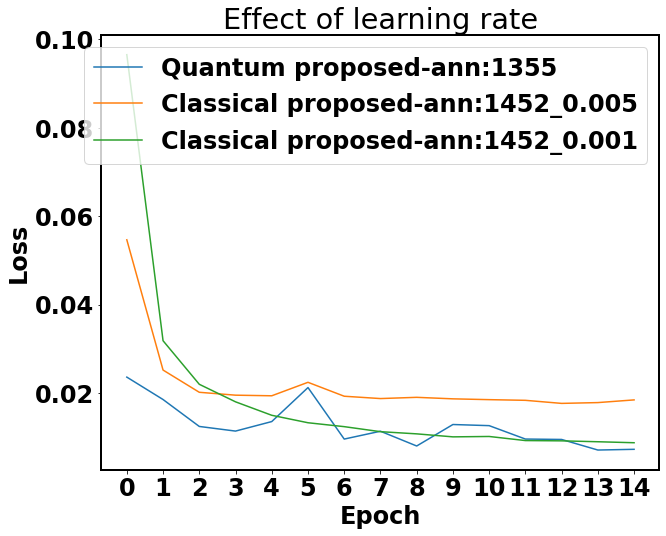 Effect of learning rate
0.10
0.08
0.06
0.04
0.02
Loss
Quantum proposed-ann:1355
Classical proposed-ann:1452_0.005
Classical proposed-ann:1452_0.001
0 1 2 3 4 5 6 7 8 9 10 11 12 13 14
Epoch